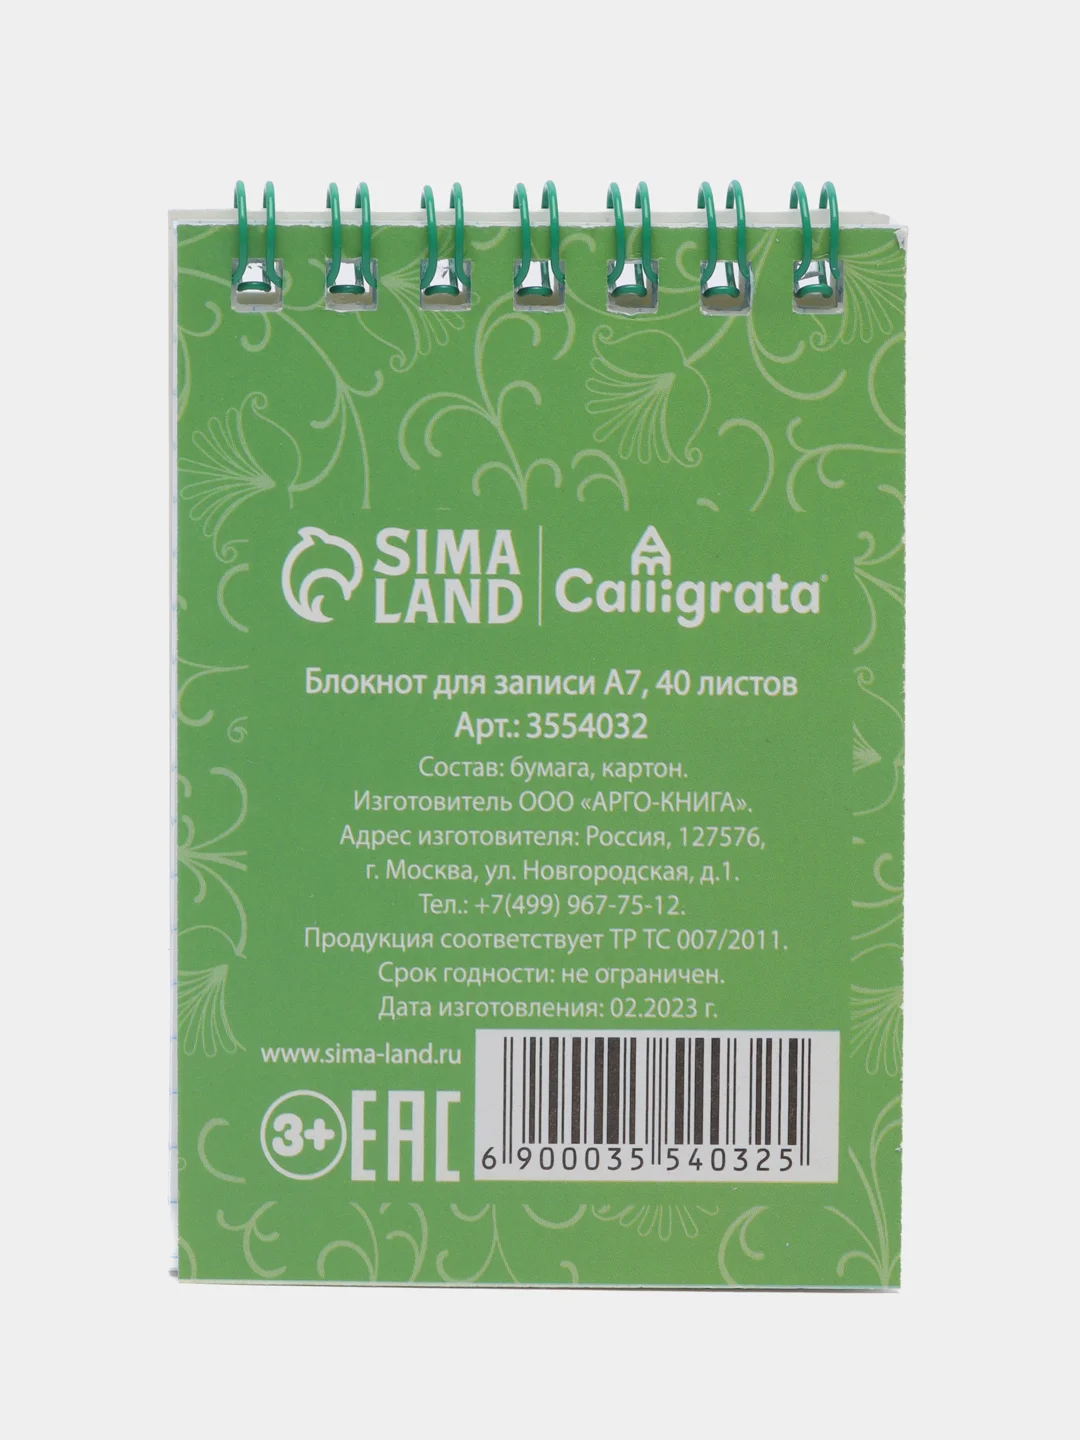 SIMA
LAND
Calligrata®
Блокнот для записи А7, 40 листов
Арт.: 3554032
Состав: бумага, картон.
Изготовитель ООО «АРГО-КНИГА».
Адрес изготовителя: Россия, 127576,
г. Москва, ул. Новгородская, д.1.
Тел.: +7(499) 967-75-12.
Продукция соответствует ТР ТС 007/2011.
Срок годности: не ограничен.
Дата изготовления: 02.2023 г.
www.sima-land.ru
3+ EAC
6 900035 540325